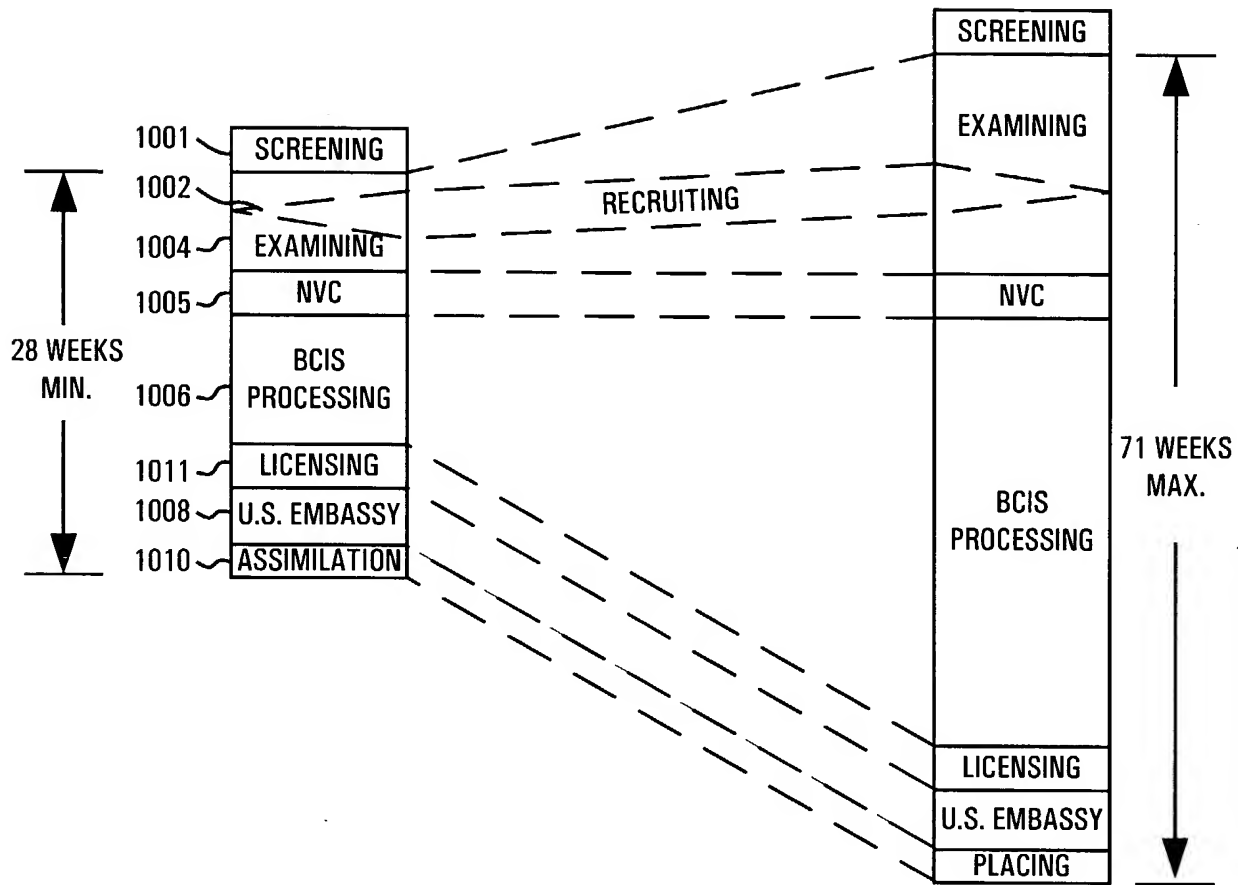 1001
SCREENING
1002
1004
EXAMINING
1005
NVC
28 WEEKS
MIN.
1006
BCIS
PROCESSING
1011
LICENSING
1008
U.S. EMBASSY
1010
ASSIMILATION
RECRUITING
SCREENING
EXAMINING
NVC
BCIS
PROCESSING
LICENSING
U.S. EMBASSY
PLACING
71 WEEKS
MAX.